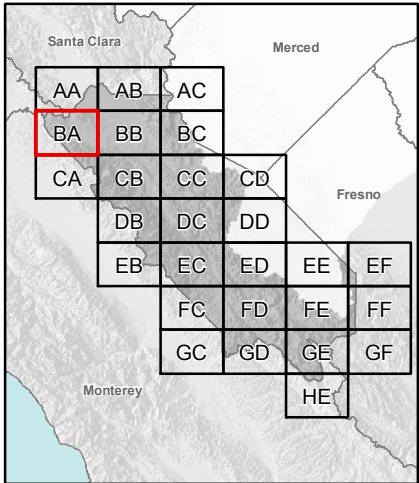 Santa Clara
Merced
AA AB AC
BA BB BC
CA CB CC CD
Fresno
DB DC DD
EB EC ED EE EF
FC FD FE FF
GC GD GE GF
Monterey
HE